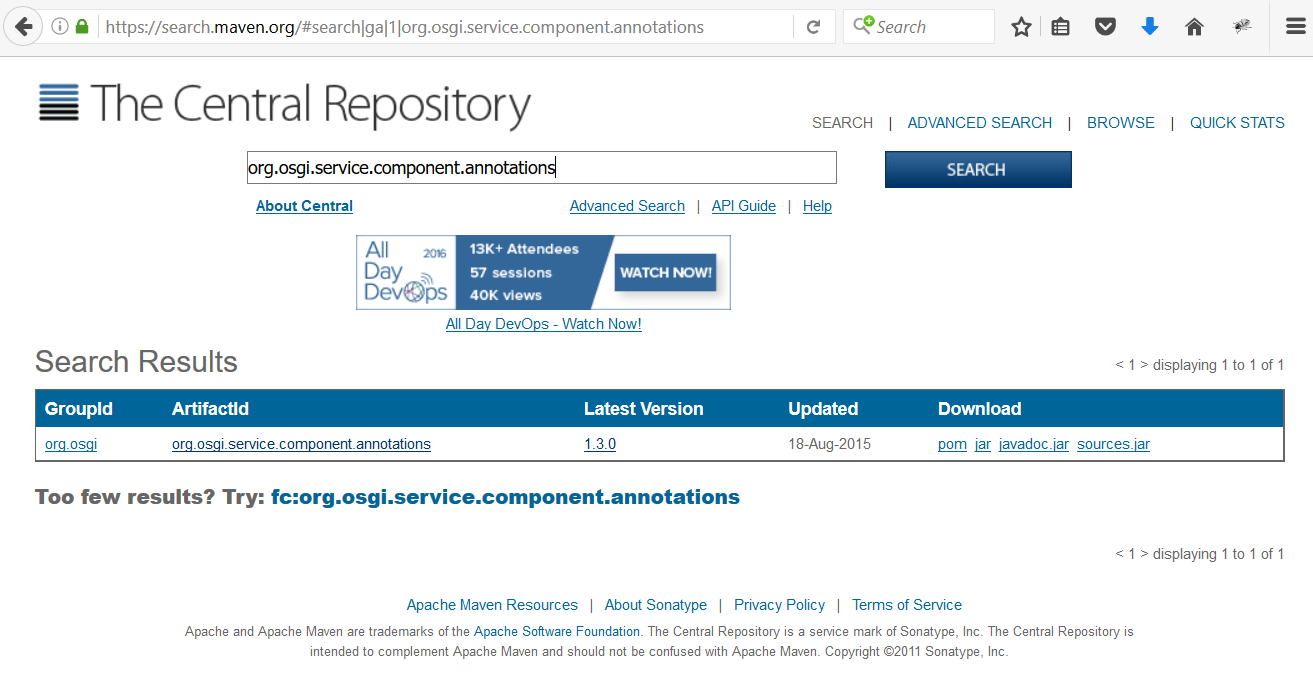 https://search.maven.org/#search|ga|1|org.osgi.service.component.annotations
Search
The Central Repository
SEARCH | ADVANCED SEARCH | BROWSE | QUICK STATS
org.osgi.service.component.annotations
SEARCH
About Central
Advanced Search | API Guide | Help
All Day DevOps
2016
13K+ Attendees
57 sessions
40K views
WATCH NOW!
All Day DevOps - Watch Now!
Search Results
< 1 > displaying 1 to 1 of 1
GroupId ArtifactId Latest Version Updated Download
org.osgi org.osgi.service.component.annotations 1.3.0 18-Aug-2015 pom jar javadoc.jar sources.jar
Too few results? Try: fc:org.osgi.service.component.annotations
< 1 > displaying 1 to 1 of 1
Apache Maven Resources | About Sonatype | Privacy Policy | Terms of Service
Apache and Apache Maven are trademarks of the Apache Software Foundation. The Central Repository is a service mark of Sonatype, Inc. The Central Repository is
intended to complement Apache Maven and should not be confused with Apache Maven. Copyright ©2011 Sonatype, Inc.